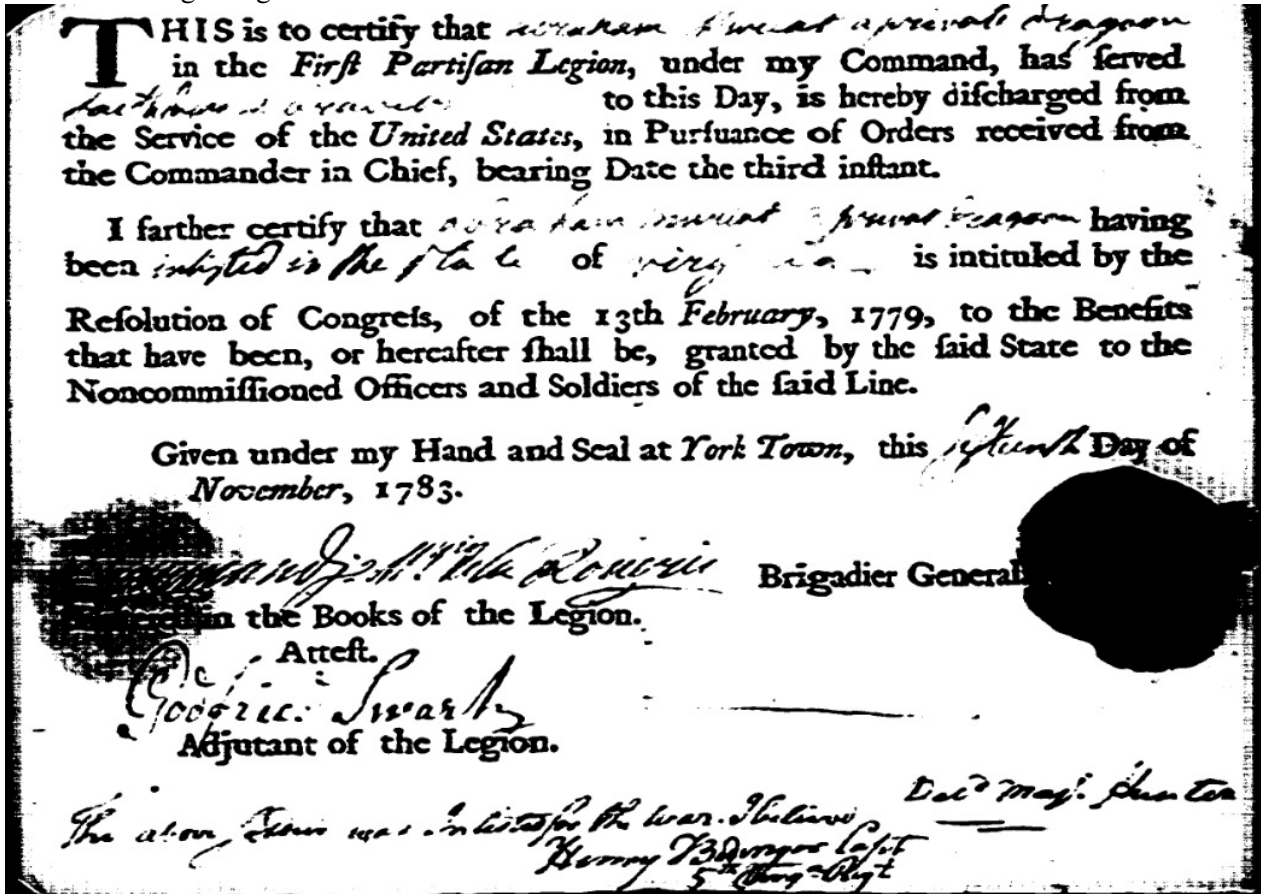 THIS is to certify that abraham a private dragoon
in the First Partisan Legion, under my Command, has served
to this Day, is hereby discharged from
the Service of the United States, in Pursuance of Orders received from
the Commander in Chief, bearing Date the third instant.
I farther certify that abraham privat dragoon having
been inlisted in the state of virginia is intituled by the
Resolution of Congress, of the 13th February, 1779, to the Benefits
that have been, or hereafter shall be, granted by the said State to the
Noncommissioned Officers and Soldiers of the said Line.
Given under my Hand and Seal at York Town, this fifteenth Day of
November, 1783.
Armand Brigadier General
in the Books of the Legion.
Attest.
Godfrie Swartz
Adjutant of the Legion.
Majr. Hunter
The above was Inlisted for the war I believe
Henry Bowyer Capt
5th Regt